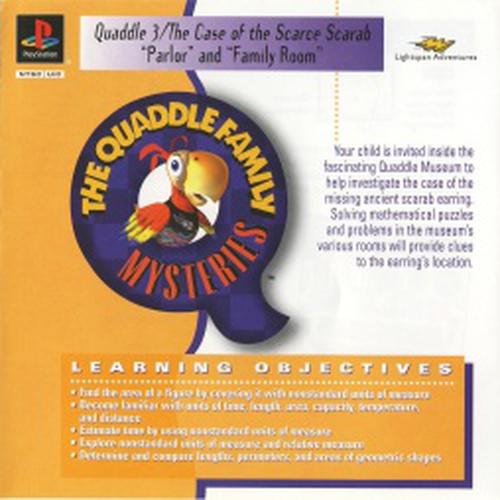 Quaddle 3/The Case of the Scarce Scarab
"Parlor" and "Family Room"
PlayStation
NTSC U/C
Lightspan Adventures
THE QUADDLE FAMILY
MYSTERIES
Your child is invited inside the
fascinating Quaddle Museum to
help investigate the case of the
missing ancient scarab earring.
Solving mathematical puzzles
and problems in the museum's
various rooms will provide clues
to the earring's location.
LEARNING OBJECTIVES
• Find the area of a figure by covering it with nonstandard units of measure
• Become familiar with units of time, length, area, capacity, temperature,
and distance
• Estimate time by using nonstandard units of measure
• Explore nonstandard units of measure and relative measure
• Determine and compare lengths, perimeters, and areas of geometric shapes